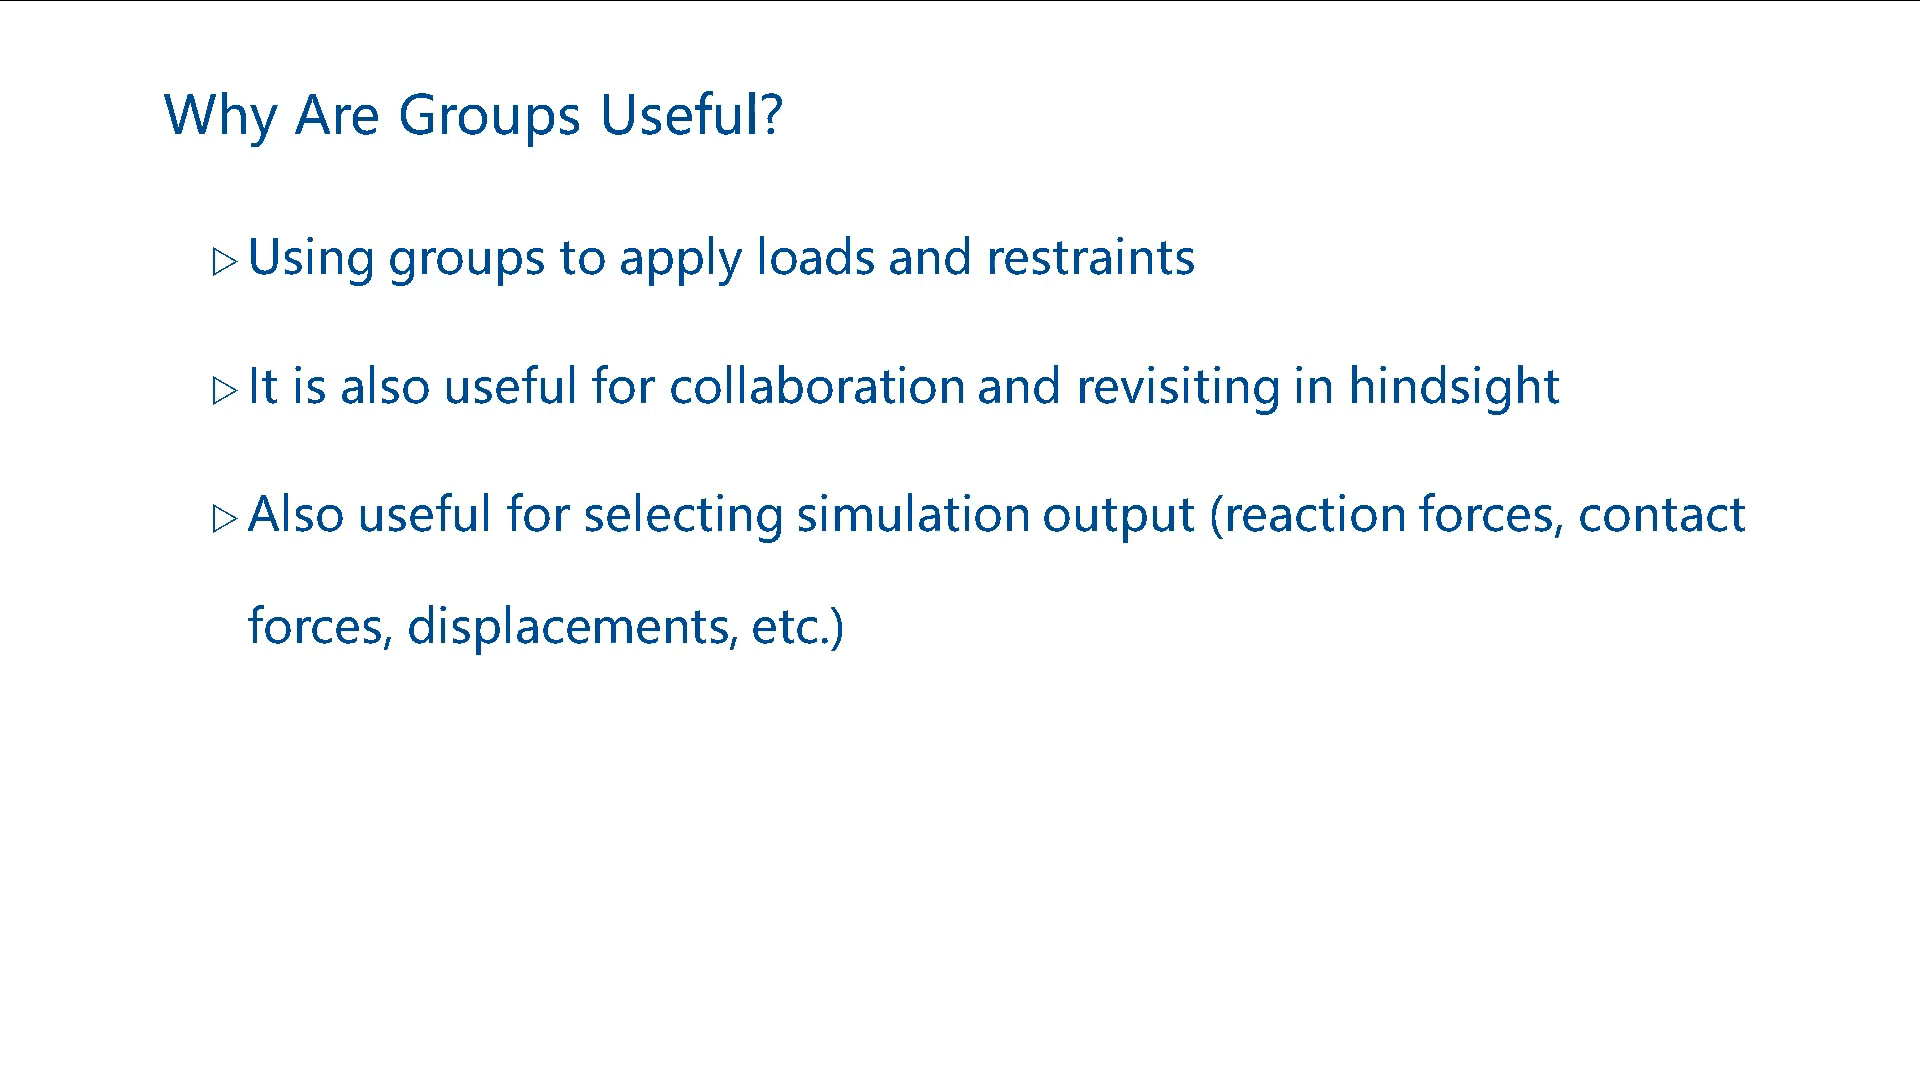 Why Are Groups Useful?
▷Using groups to apply loads and restraints
▷It is also useful for collaboration and revisiting in hindsight
▷Also useful for selecting simulation output (reaction forces, contact
forces, displacements, etc.)